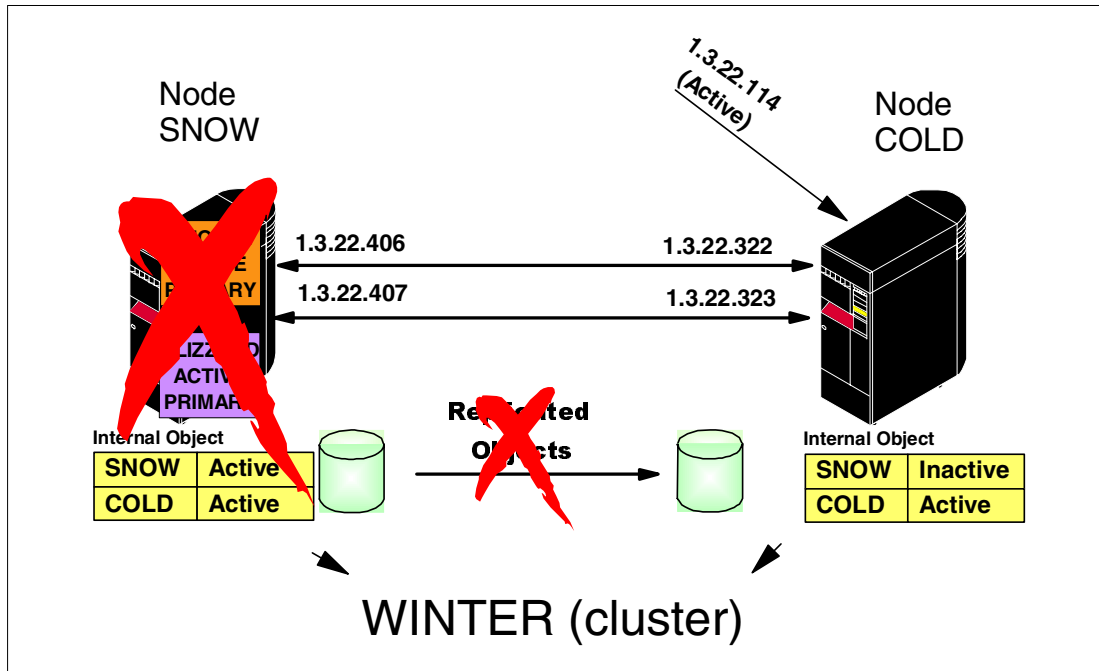 Node
SNOW
1.3.22.114
(Active)
Node
COLD
1.3.22.406
1.3.22.322
1.3.22.407
1.3.22.323
ACTIVE
PRIMARY
Objects
Internal Object
SNOW Active
COLD Active
Internal Object
SNOW Inactive
COLD Active
WINTER (cluster)